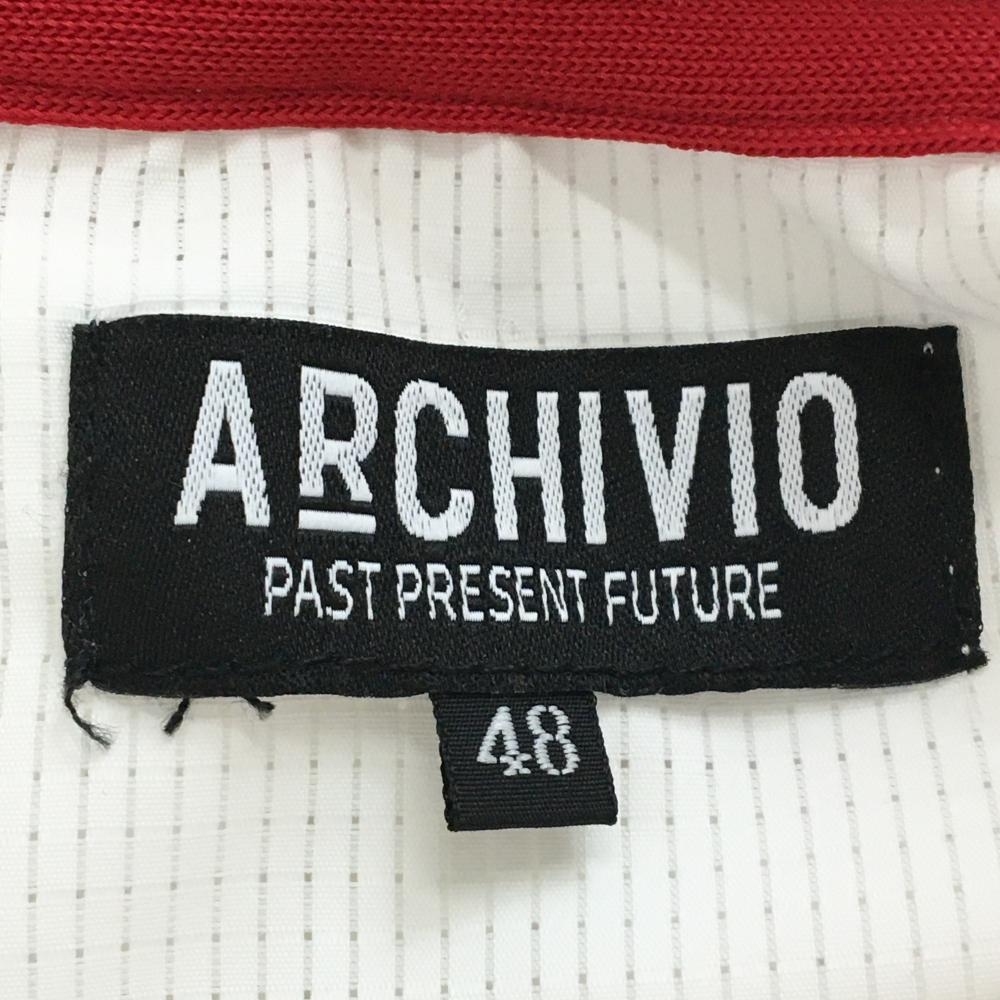 ARCHIVIO
PAST PRESENT FUTURE
48